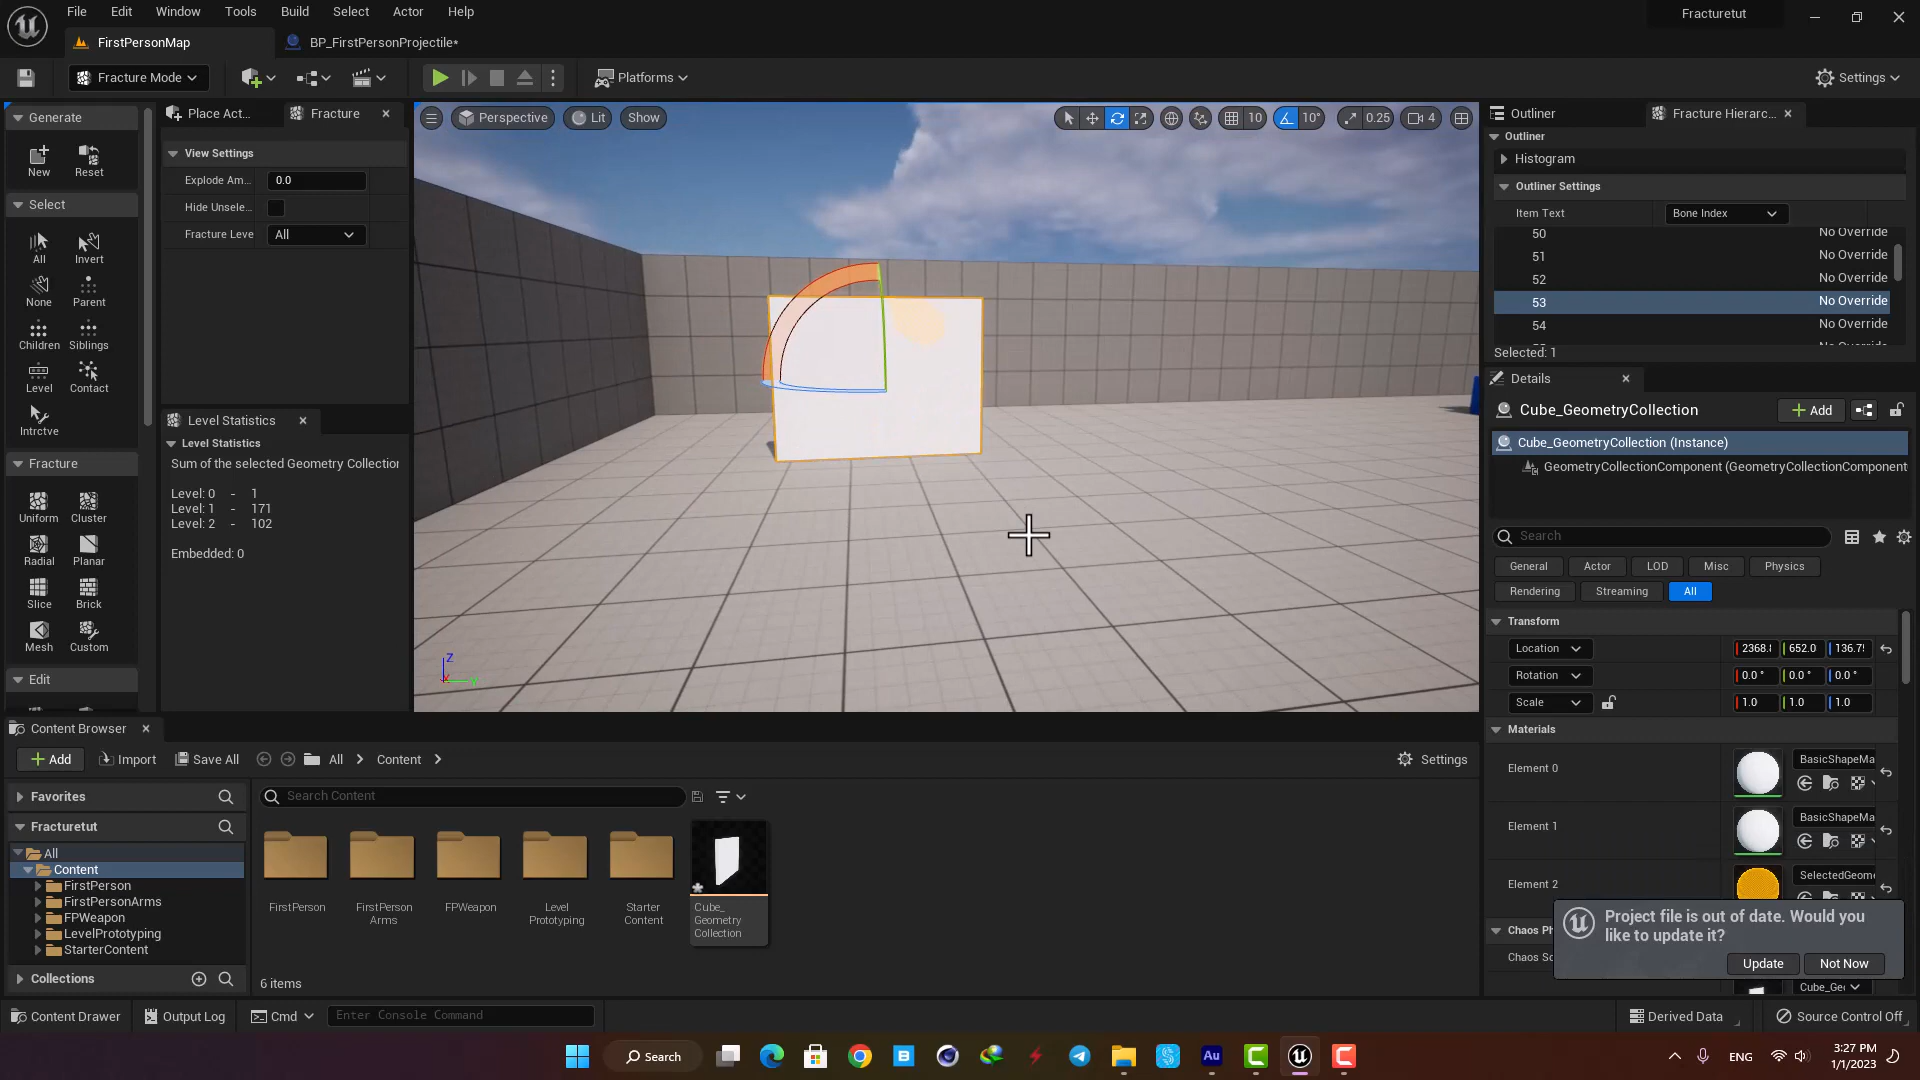 File Edit Window Tools Build Select Actor Help
Fracturetut
FirstPersonMap
BP_FirstPersonProjectile*
Fracture Mode
Platforms
Settings
Generate
New Reset
Select
All Invert
None Parent
Children Siblings
Level Contact
Intrctve
Fracture
Uniform Cluster
Radial Planar
Slice Brick
Mesh Custom
Edit
Place Act...
Fracture
View Settings
Explode Am... 0.0
Hide Unsele...
Fracture Leve All
Level Statistics
Level Statistics
Sum of the selected Geometry Collection
Level: 0 - 1
Level: 1 - 171
Level: 2 - 102
Embedded: 0
Perspective Lit Show
10 10° 0.25 4
Z
Y
Outliner
Fracture Hierarc...
Outliner
Histogram
Outliner Settings
Item Text Bone Index
50 No Override
51 No Override
52 No Override
53 No Override
54 No Override
Selected: 1
Details
Cube_GeometryCollection
Add
Cube_GeometryCollection (Instance)
GeometryCollectionComponent (GeometryCollectionComponent
Search
General Actor LOD Misc Physics
Rendering Streaming All
Transform
Location 2368. 652.0 136.7
Rotation 0.0 ° 0.0 ° 0.0 °
Scale 1.0 1.0 1.0
Materials
Element 0 BasicShapeMa
Element 1 BasicShapeMa
Element 2 SelectedGeome
Chaos Ph
Chaos So
Cube_Geo
Project file is out of date. Would you
like to update it?
Update Not Now
Content Browser
Add Import Save All All Content
Settings
Favorites
Fracturetut
All
Content
FirstPerson
FirstPersonArms
FPWeapon
LevelPrototyping
StarterContent
Collections
Search Content
FirstPerson
FirstPerson
Arms
FPWeapon
Level
Prototyping
Starter
Content
Cube_
Geometry
Collection
6 items
Content Drawer Output Log Cmd Enter Console Command
Derived Data Source Control Off
Search
Au
ENG
3:27 PM
1/1/2023